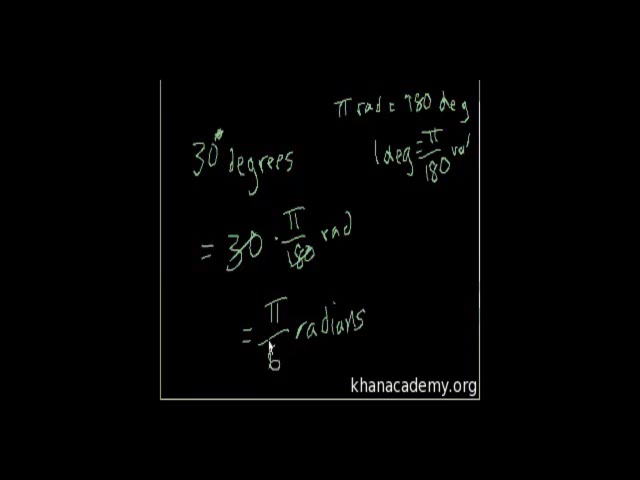 π rad = 180 deg
1 deg = π/180 rad
30° degrees
= 30 · π/180 rad
= π/6 radians
khanacademy.org